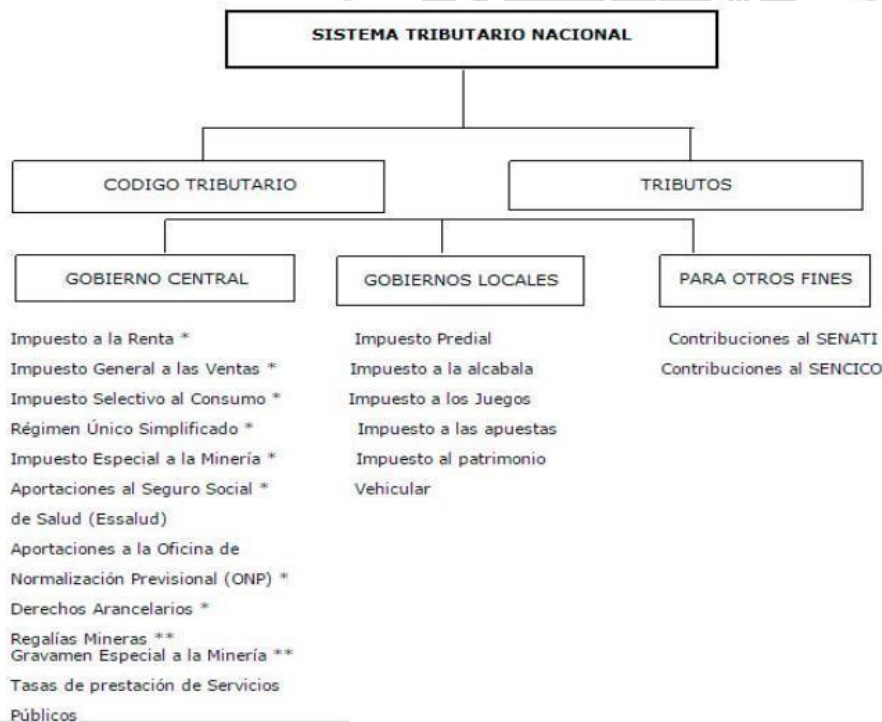 SISTEMA TRIBUTARIO NACIONAL
CODIGO TRIBUTARIO
TRIBUTOS
GOBIERNO CENTRAL
GOBIERNOS LOCALES
PARA OTROS FINES
Impuesto a la Renta *
Impuesto General a las Ventas *
Impuesto Selectivo al Consumo *
Régimen Único Simplificado *
Impuesto Especial a la Minería *
Aportaciones al Seguro Social *
de Salud (Essalud)
Aportaciones a la Oficina de
Normalización Previsional (ONP) *
Derechos Arancelarios *
Regalías Mineras **
Gravamen Especial a la Minería **
Tasas de prestación de Servicios
Públicos
Impuesto Predial
Impuesto a la alcabala
Impuesto a los Juegos
Impuesto a las apuestas
Impuesto al patrimonio
Vehicular
Contribuciones al SENATI
Contribuciones al SENCICO